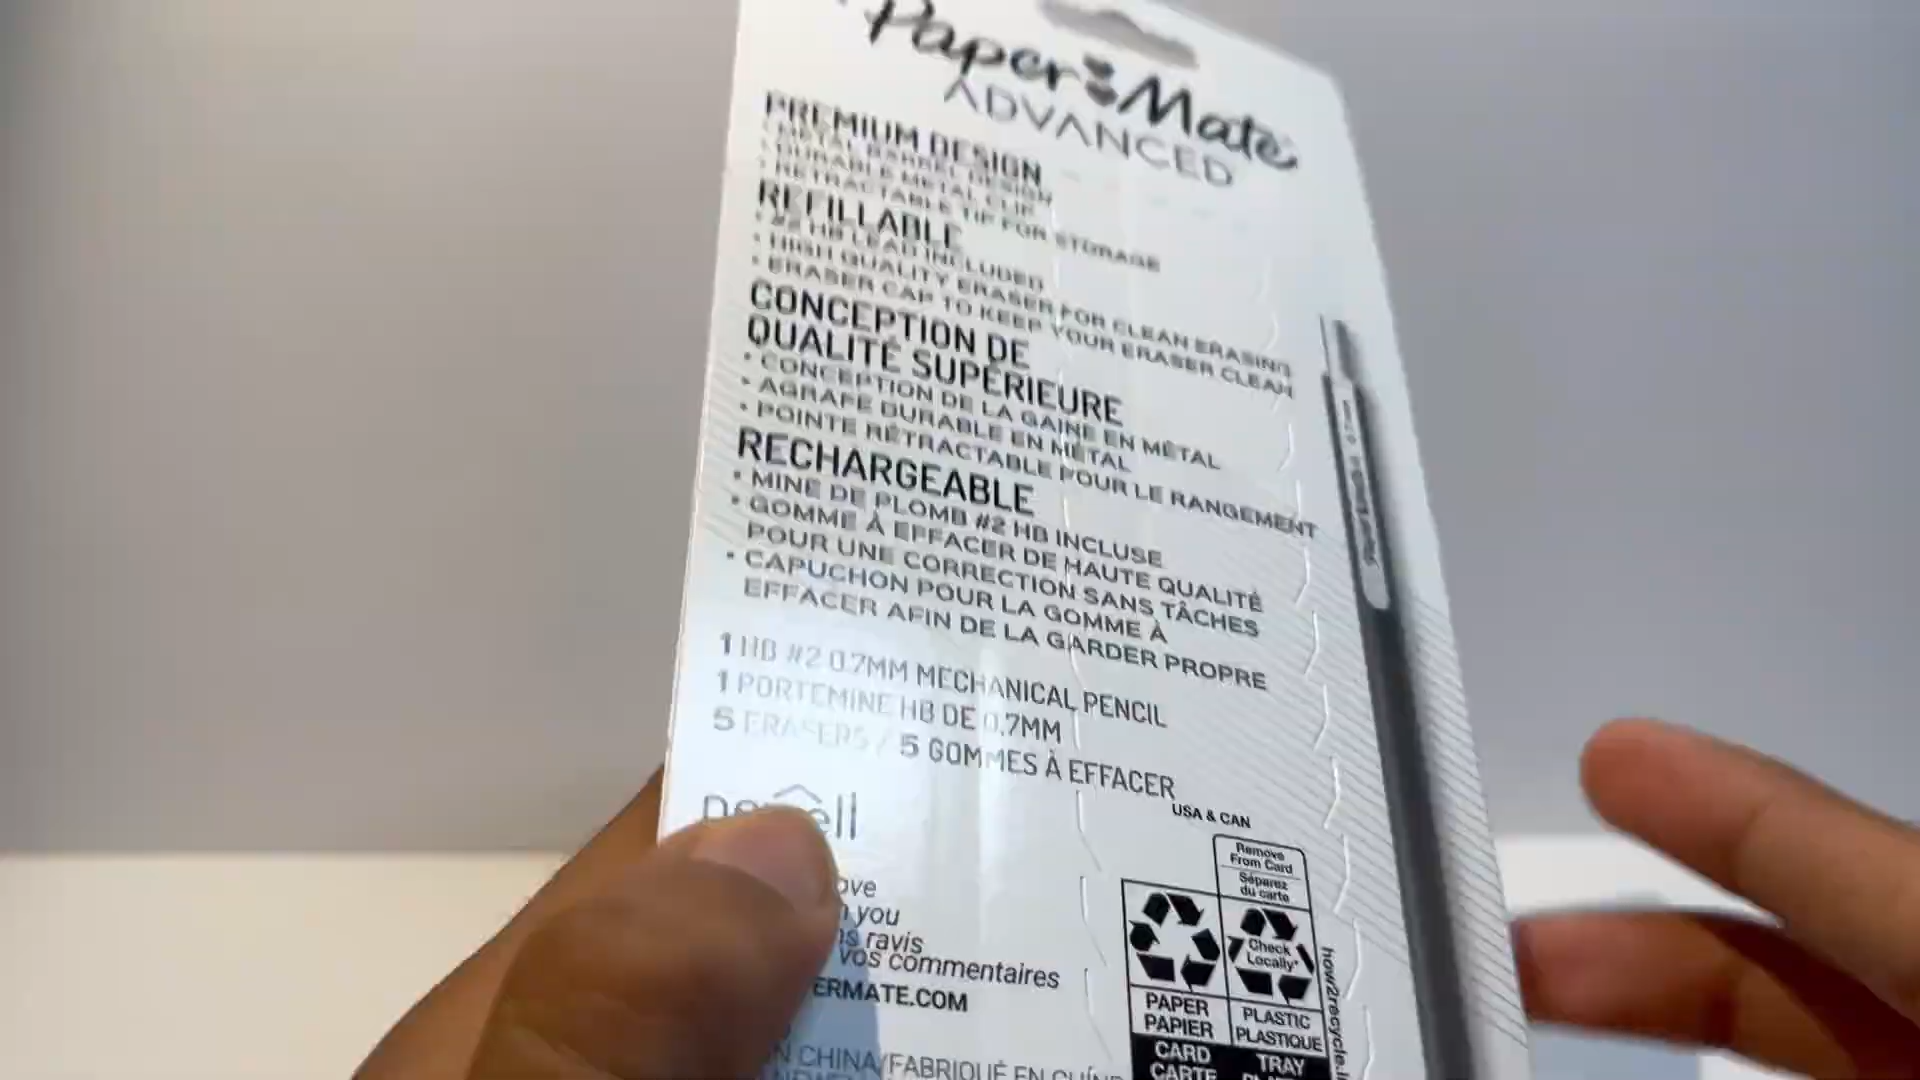 Paper Mate
ADVANCED
PREMIUM DESIGN
• METAL BARREL DESIGN
• DURABLE METAL CLIP
• RETRACTABLE TIP FOR STORAGE
REFILLABLE
• #2 HB LEAD INCLUDED
• HIGH QUALITY ERASER FOR CLEAN ERASING
• ERASER CAP TO KEEP YOUR ERASER CLEAN
CONCEPTION DE
QUALITÉ SUPÉRIEURE
• CONCEPTION DE LA GAINE EN MÉTAL
• AGRAFE DURABLE EN MÉTAL
• POINTE RÉTRACTABLE POUR LE RANGEMENT
RECHARGEABLE
• MINE DE PLOMB #2 HB INCLUSE
• GOMME À EFFACER DE HAUTE QUALITÉ
POUR UNE CORRECTION SANS TÂCHES
• CAPUCHON POUR LA GOMME À
EFFACER AFIN DE LA GARDER PROPRE
1 HB #2 0.7MM MECHANICAL PENCIL
1 PORTEMINE HB DE 0.7MM
5 ERASERS / 5 GOMMES À EFFACER
you
ravis
vos commentaires
ERMATE.COM
CHINA/FABRIQUÉ EN
USA & CAN
Remove
From Card
Séparez
du carte
Check
Locally*
PAPER
PAPIER
PLASTIC
PLASTIQUE
CARD
CARTE
TRAY
how2recycle.i
PaperMate